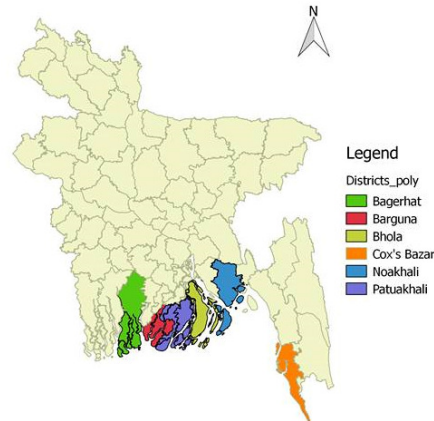 N
Legend
Districts_poly
Bagerhat
Barguna
Bhola
Cox's Bazar
Noakhali
Patuakhali